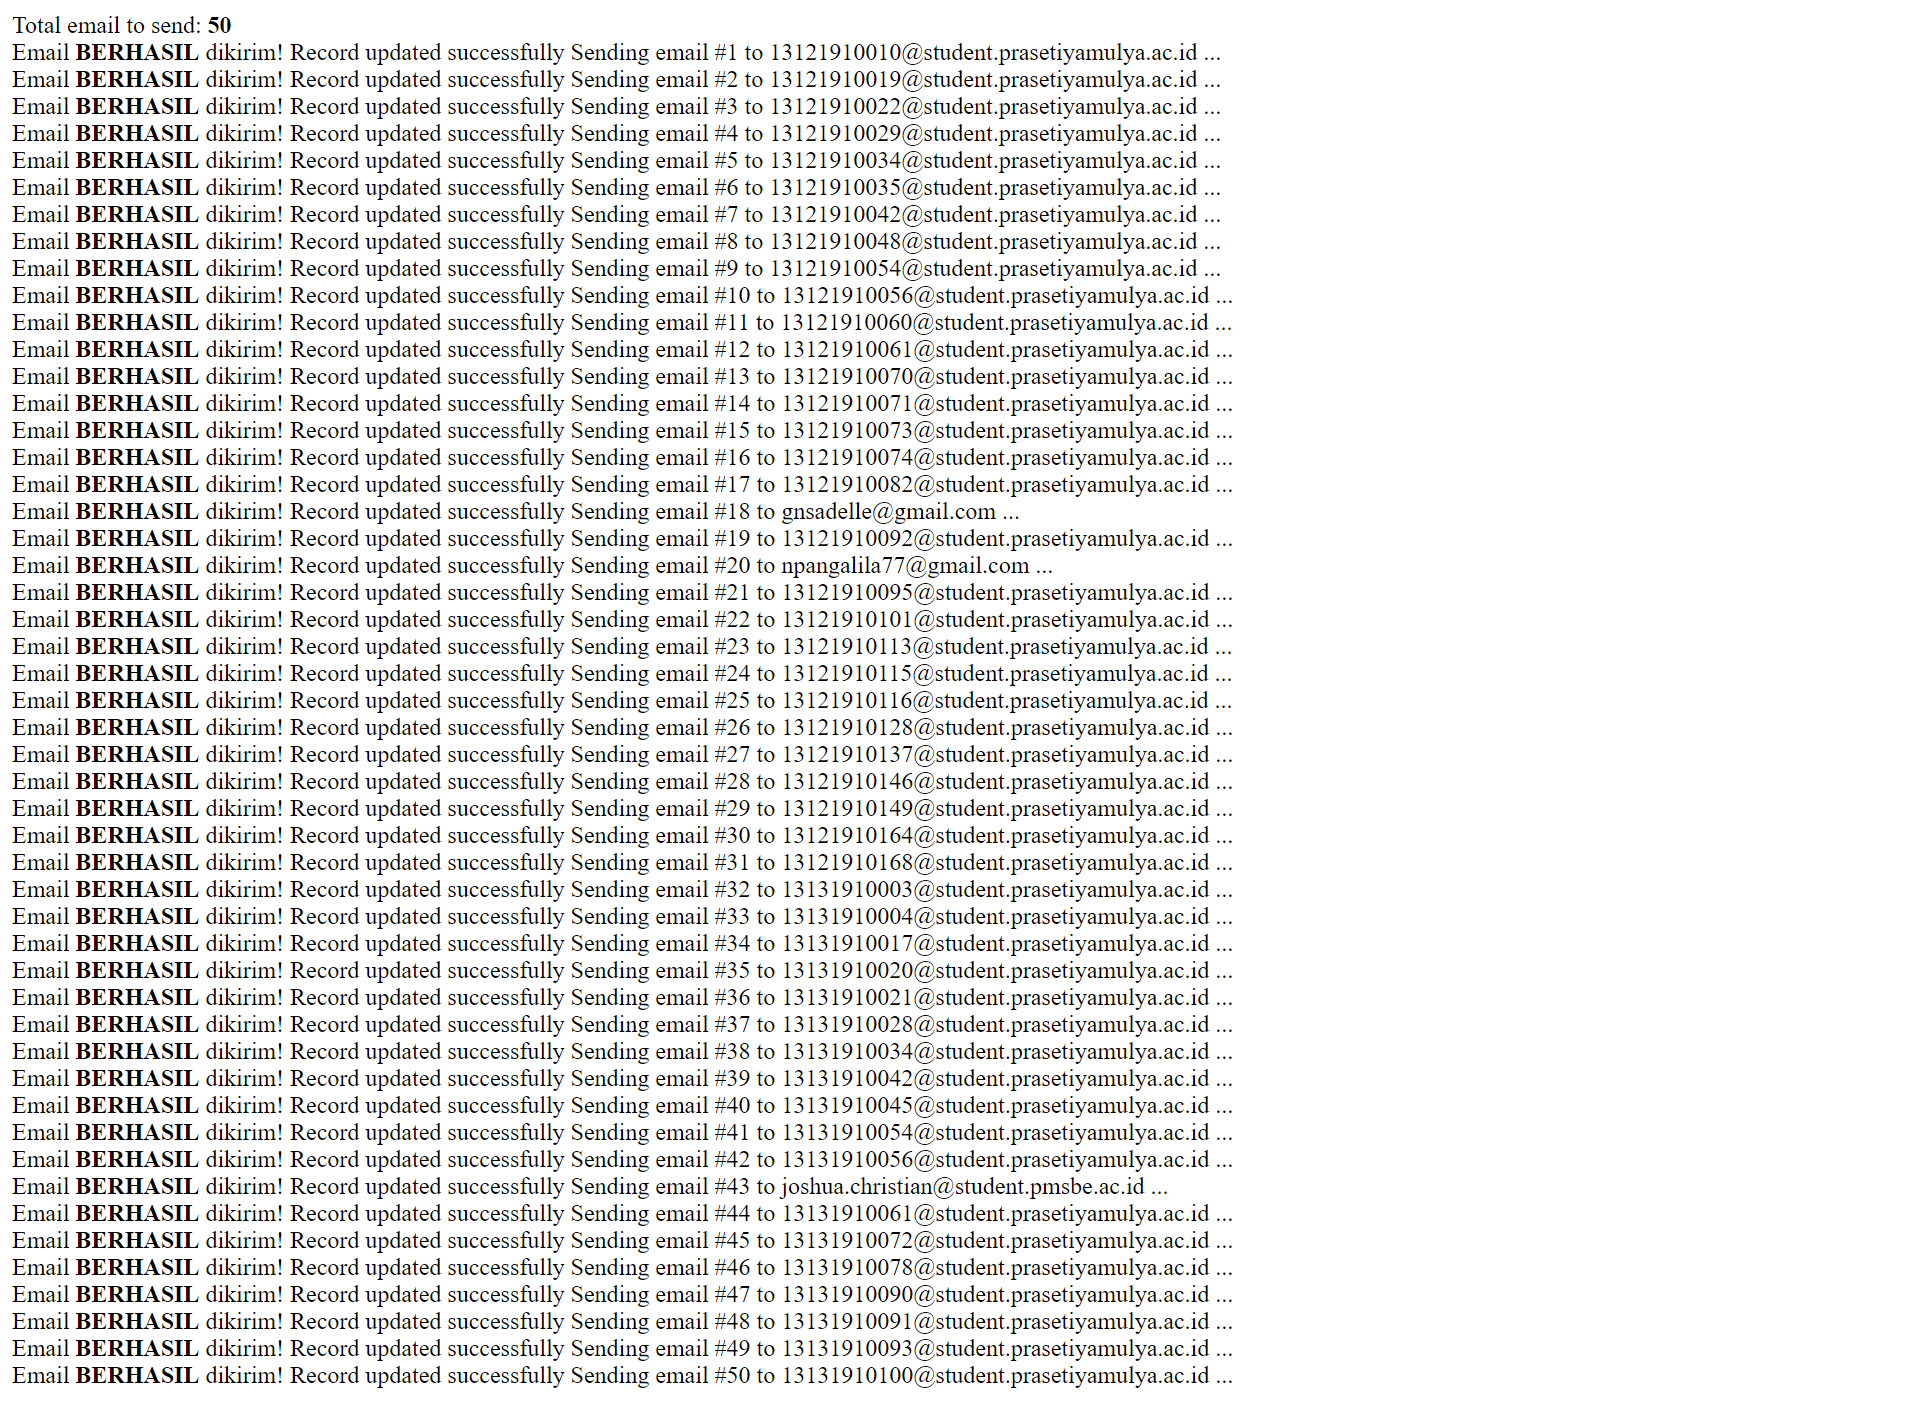 Total email to send: 50
Email BERHASIL dikirim! Record updated successfully Sending email #1 to 13121910010@student.prasetiyamulya.ac.id ...
Email BERHASIL dikirim! Record updated successfully Sending email #2 to 13121910019@student.prasetiyamulya.ac.id ...
Email BERHASIL dikirim! Record updated successfully Sending email #3 to 13121910022@student.prasetiyamulya.ac.id ...
Email BERHASIL dikirim! Record updated successfully Sending email #4 to 13121910029@student.prasetiyamulya.ac.id ...
Email BERHASIL dikirim! Record updated successfully Sending email #5 to 13121910034@student.prasetiyamulya.ac.id ...
Email BERHASIL dikirim! Record updated successfully Sending email #6 to 13121910035@student.prasetiyamulya.ac.id ...
Email BERHASIL dikirim! Record updated successfully Sending email #7 to 13121910042@student.prasetiyamulya.ac.id ...
Email BERHASIL dikirim! Record updated successfully Sending email #8 to 13121910048@student.prasetiyamulya.ac.id ...
Email BERHASIL dikirim! Record updated successfully Sending email #9 to 13121910054@student.prasetiyamulya.ac.id ...
Email BERHASIL dikirim! Record updated successfully Sending email #10 to 13121910056@student.prasetiyamulya.ac.id ...
Email BERHASIL dikirim! Record updated successfully Sending email #11 to 13121910060@student.prasetiyamulya.ac.id ...
Email BERHASIL dikirim! Record updated successfully Sending email #12 to 13121910061@student.prasetiyamulya.ac.id ...
Email BERHASIL dikirim! Record updated successfully Sending email #13 to 13121910070@student.prasetiyamulya.ac.id ...
Email BERHASIL dikirim! Record updated successfully Sending email #14 to 13121910071@student.prasetiyamulya.ac.id ...
Email BERHASIL dikirim! Record updated successfully Sending email #15 to 13121910073@student.prasetiyamulya.ac.id ...
Email BERHASIL dikirim! Record updated successfully Sending email #16 to 13121910074@student.prasetiyamulya.ac.id ...
Email BERHASIL dikirim! Record updated successfully Sending email #17 to 13121910082@student.prasetiyamulya.ac.id ...
Email BERHASIL dikirim! Record updated successfully Sending email #18 to gnsadelle@gmail.com ...
Email BERHASIL dikirim! Record updated successfully Sending email #19 to 13121910092@student.prasetiyamulya.ac.id ...
Email BERHASIL dikirim! Record updated successfully Sending email #20 to npangalila77@gmail.com ...
Email BERHASIL dikirim! Record updated successfully Sending email #21 to 13121910095@student.prasetiyamulya.ac.id ...
Email BERHASIL dikirim! Record updated successfully Sending email #22 to 13121910101@student.prasetiyamulya.ac.id ...
Email BERHASIL dikirim! Record updated successfully Sending email #23 to 13121910113@student.prasetiyamulya.ac.id ...
Email BERHASIL dikirim! Record updated successfully Sending email #24 to 13121910115@student.prasetiyamulya.ac.id ...
Email BERHASIL dikirim! Record updated successfully Sending email #25 to 13121910116@student.prasetiyamulya.ac.id ...
Email BERHASIL dikirim! Record updated successfully Sending email #26 to 13121910128@student.prasetiyamulya.ac.id ...
Email BERHASIL dikirim! Record updated successfully Sending email #27 to 13121910137@student.prasetiyamulya.ac.id ...
Email BERHASIL dikirim! Record updated successfully Sending email #28 to 13121910146@student.prasetiyamulya.ac.id ...
Email BERHASIL dikirim! Record updated successfully Sending email #29 to 13121910149@student.prasetiyamulya.ac.id ...
Email BERHASIL dikirim! Record updated successfully Sending email #30 to 13121910164@student.prasetiyamulya.ac.id ...
Email BERHASIL dikirim! Record updated successfully Sending email #31 to 13121910168@student.prasetiyamulya.ac.id ...
Email BERHASIL dikirim! Record updated successfully Sending email #32 to 13131910003@student.prasetiyamulya.ac.id ...
Email BERHASIL dikirim! Record updated successfully Sending email #33 to 13131910004@student.prasetiyamulya.ac.id ...
Email BERHASIL dikirim! Record updated successfully Sending email #34 to 13131910017@student.prasetiyamulya.ac.id ...
Email BERHASIL dikirim! Record updated successfully Sending email #35 to 13131910020@student.prasetiyamulya.ac.id ...
Email BERHASIL dikirim! Record updated successfully Sending email #36 to 13131910021@student.prasetiyamulya.ac.id ...
Email BERHASIL dikirim! Record updated successfully Sending email #37 to 13131910028@student.prasetiyamulya.ac.id ...
Email BERHASIL dikirim! Record updated successfully Sending email #38 to 13131910034@student.prasetiyamulya.ac.id ...
Email BERHASIL dikirim! Record updated successfully Sending email #39 to 13131910042@student.prasetiyamulya.ac.id ...
Email BERHASIL dikirim! Record updated successfully Sending email #40 to 13131910045@student.prasetiyamulya.ac.id ...
Email BERHASIL dikirim! Record updated successfully Sending email #41 to 13131910054@student.prasetiyamulya.ac.id ...
Email BERHASIL dikirim! Record updated successfully Sending email #42 to 13131910056@student.prasetiyamulya.ac.id ...
Email BERHASIL dikirim! Record updated successfully Sending email #43 to joshua.christian@student.pmsbe.ac.id ...
Email BERHASIL dikirim! Record updated successfully Sending email #44 to 13131910061@student.prasetiyamulya.ac.id ...
Email BERHASIL dikirim! Record updated successfully Sending email #45 to 13131910072@student.prasetiyamulya.ac.id ...
Email BERHASIL dikirim! Record updated successfully Sending email #46 to 13131910078@student.prasetiyamulya.ac.id ...
Email BERHASIL dikirim! Record updated successfully Sending email #47 to 13131910090@student.prasetiyamulya.ac.id ...
Email BERHASIL dikirim! Record updated successfully Sending email #48 to 13131910091@student.prasetiyamulya.ac.id ...
Email BERHASIL dikirim! Record updated successfully Sending email #49 to 13131910093@student.prasetiyamulya.ac.id ...
Email BERHASIL dikirim! Record updated successfully Sending email #50 to 13131910100@student.prasetiyamulya.ac.id ...